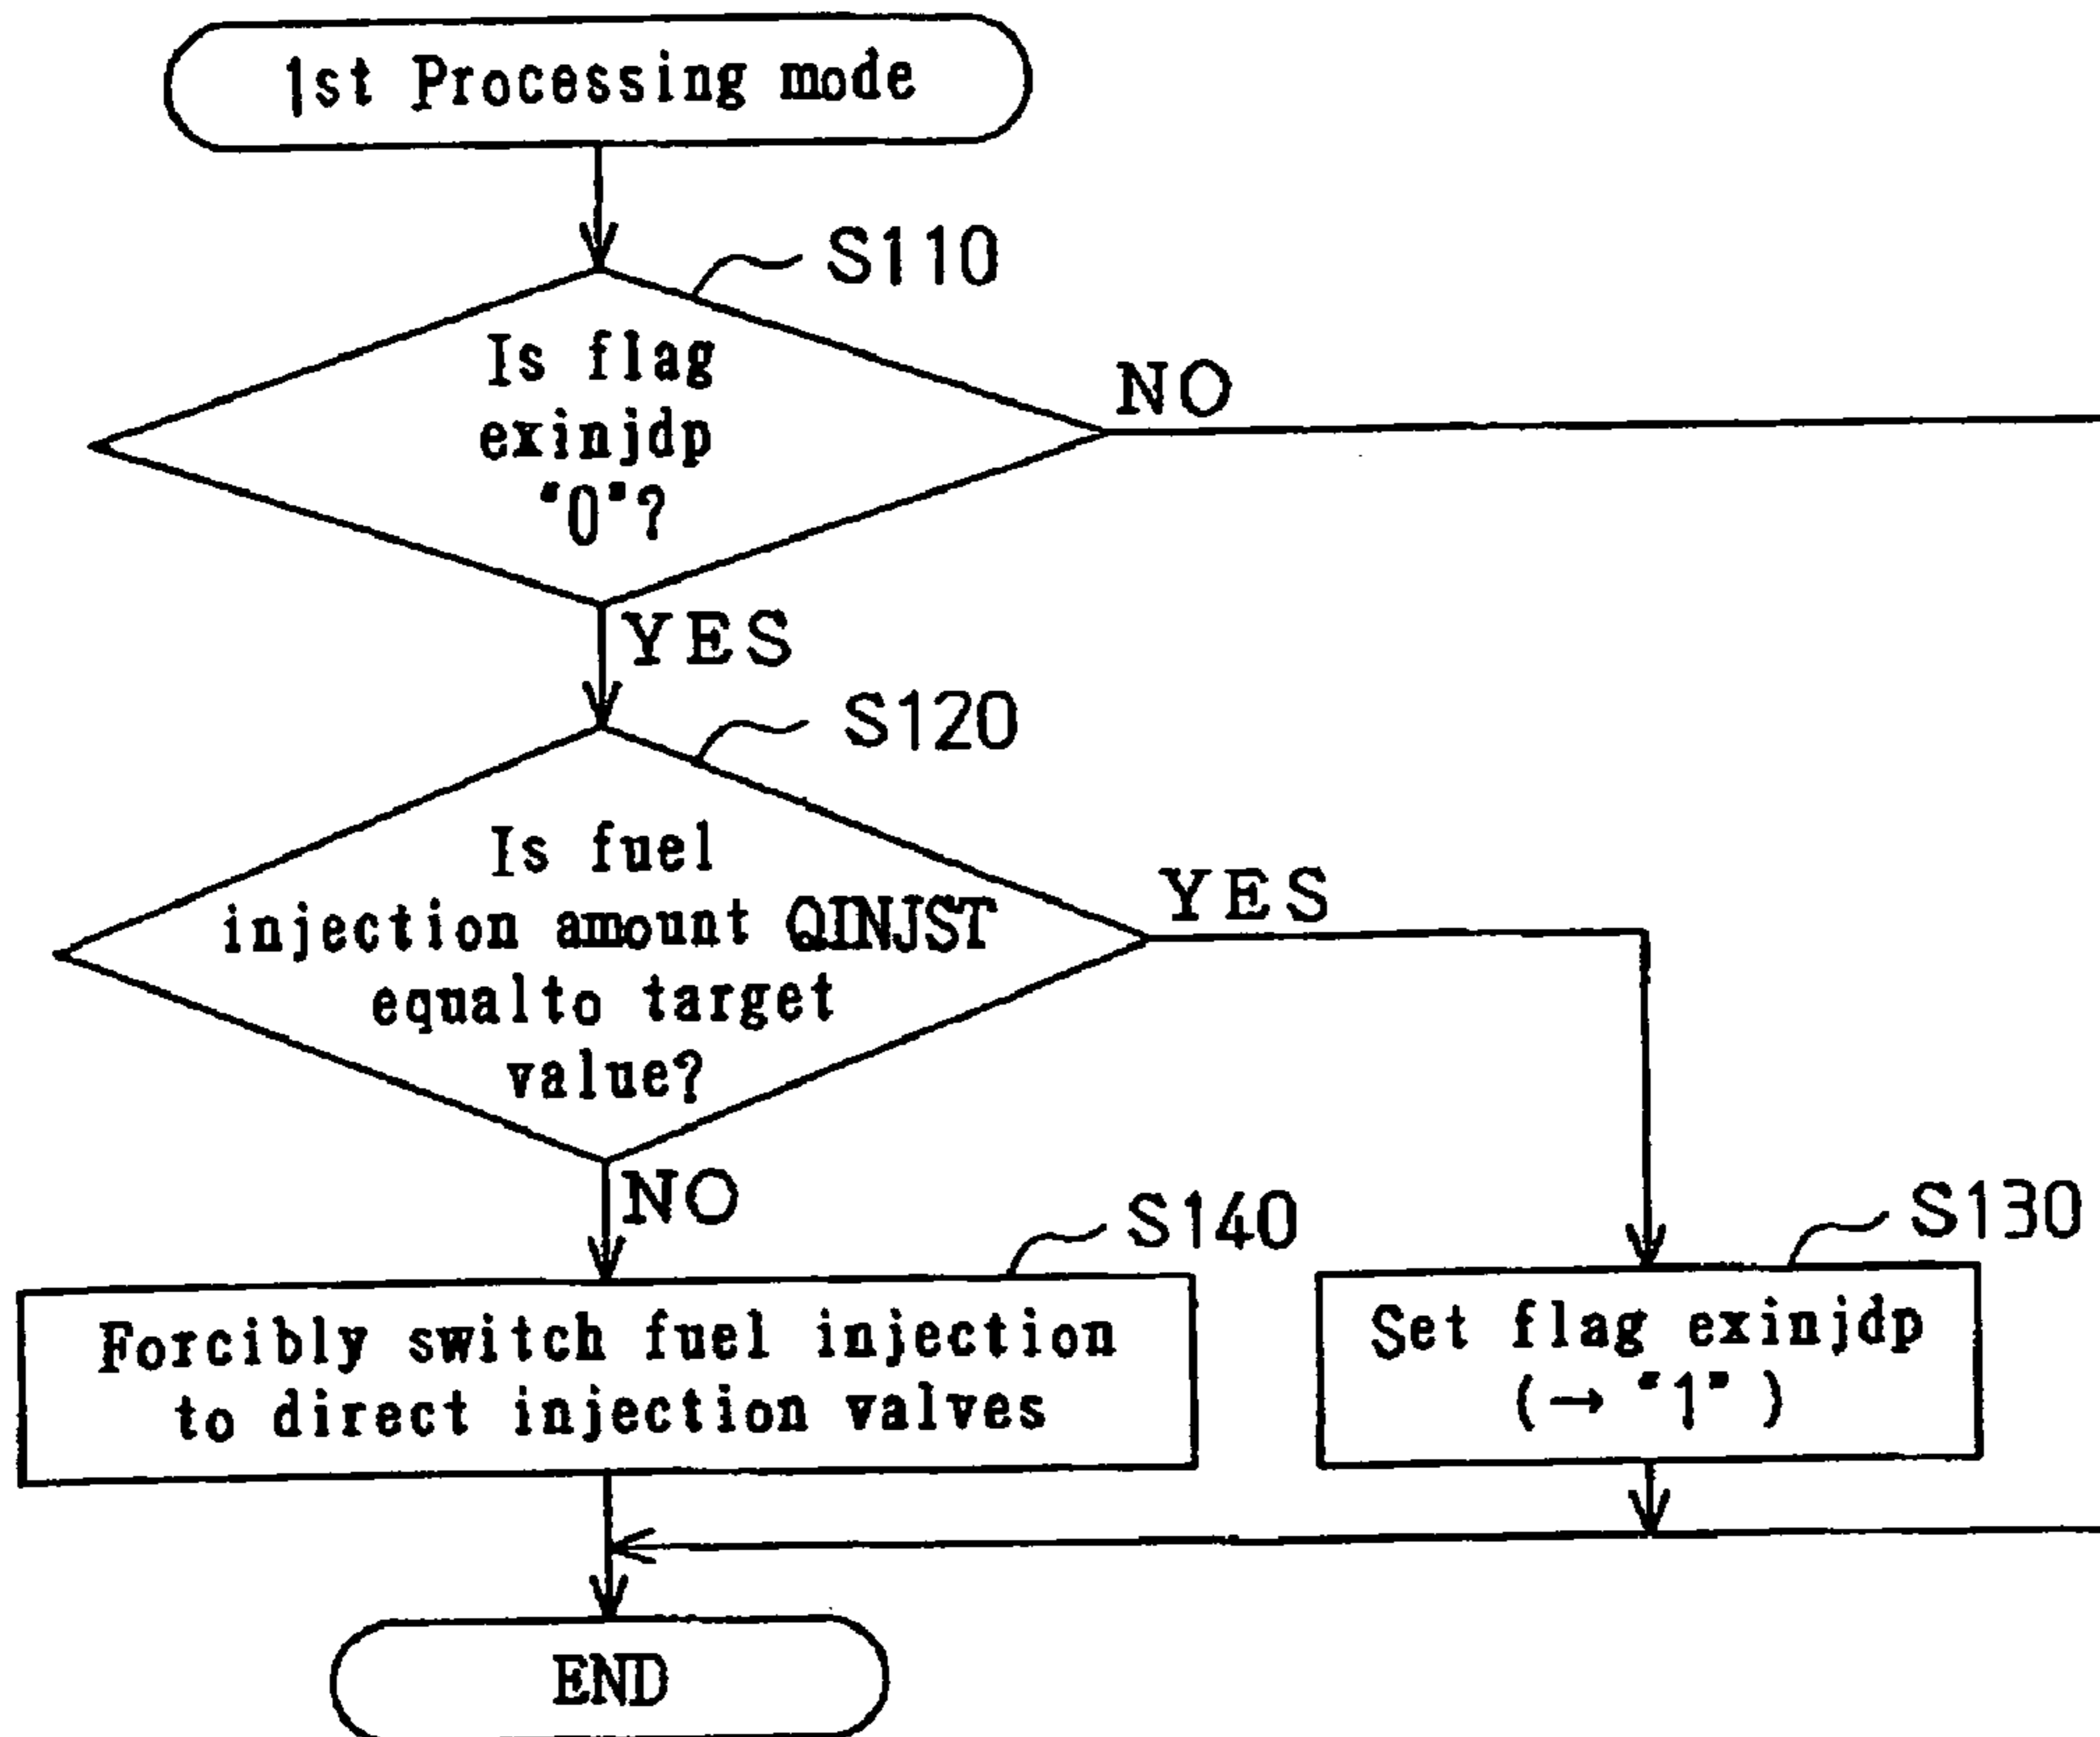 1st Processing mode
S110
Is flag
exinjdp
"0"?
NO
YES
S120
Is fuel
injection amount QINJST
equalto target
value?
YES
NO
S140
S130
Forcibly switch fuel injection
to direct injection valves
Set flag exinjdp
(→ "1" )
END